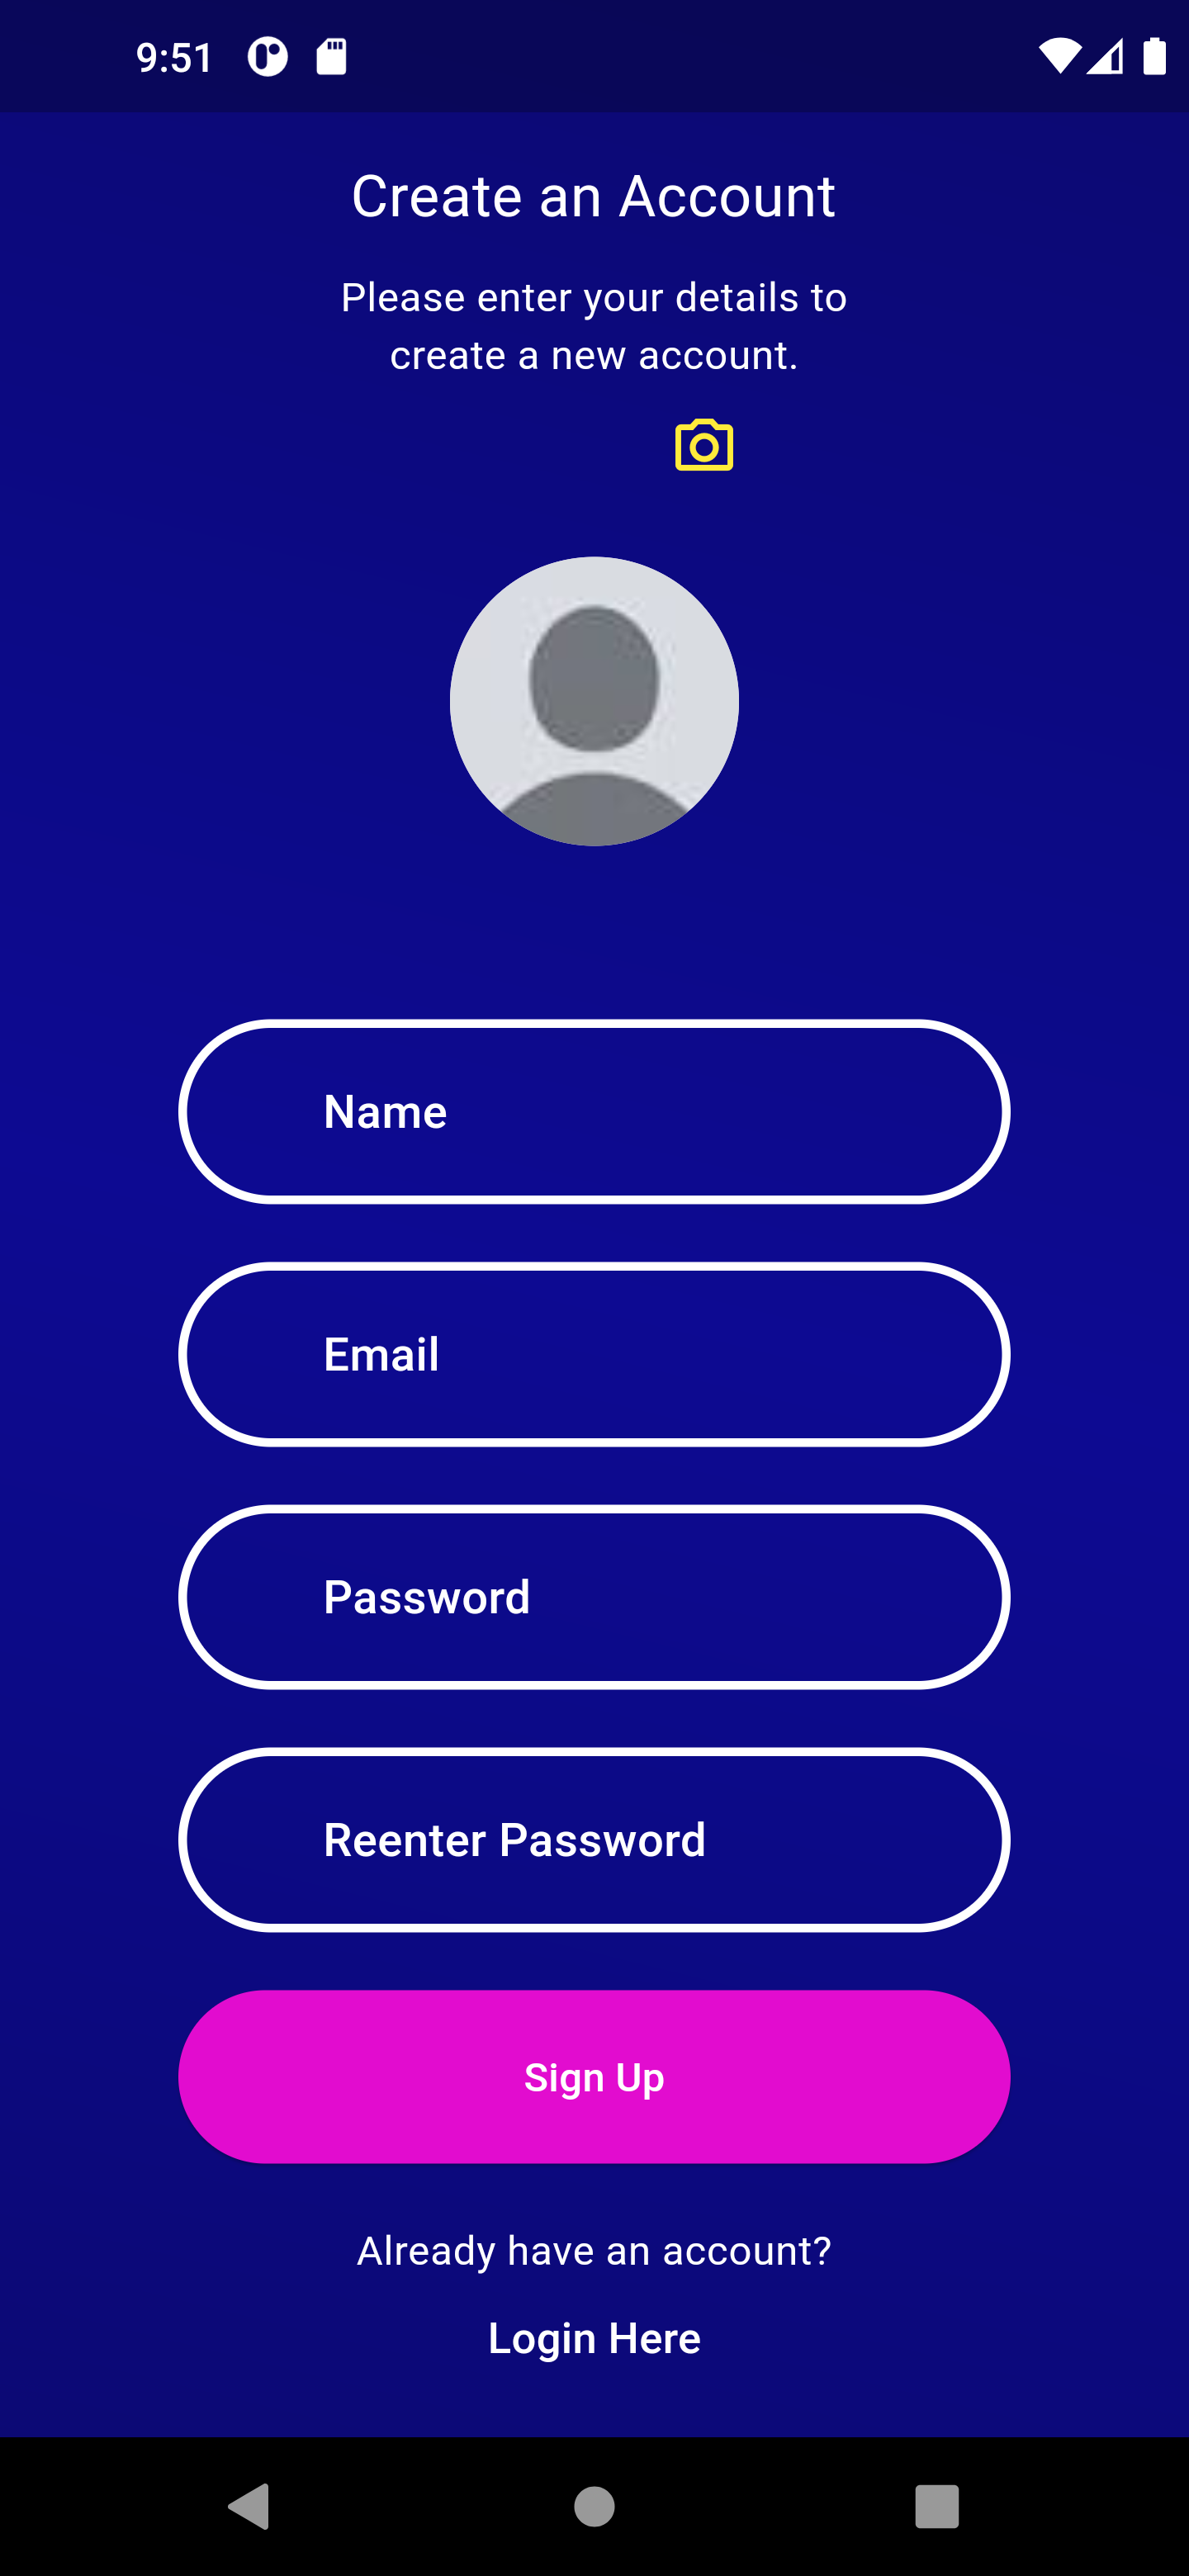 9:51
Create an Account
Please enter your details to
create a new account.
Name
Email
Password
Reenter Password
Sign Up
Already have an account?
Login Here